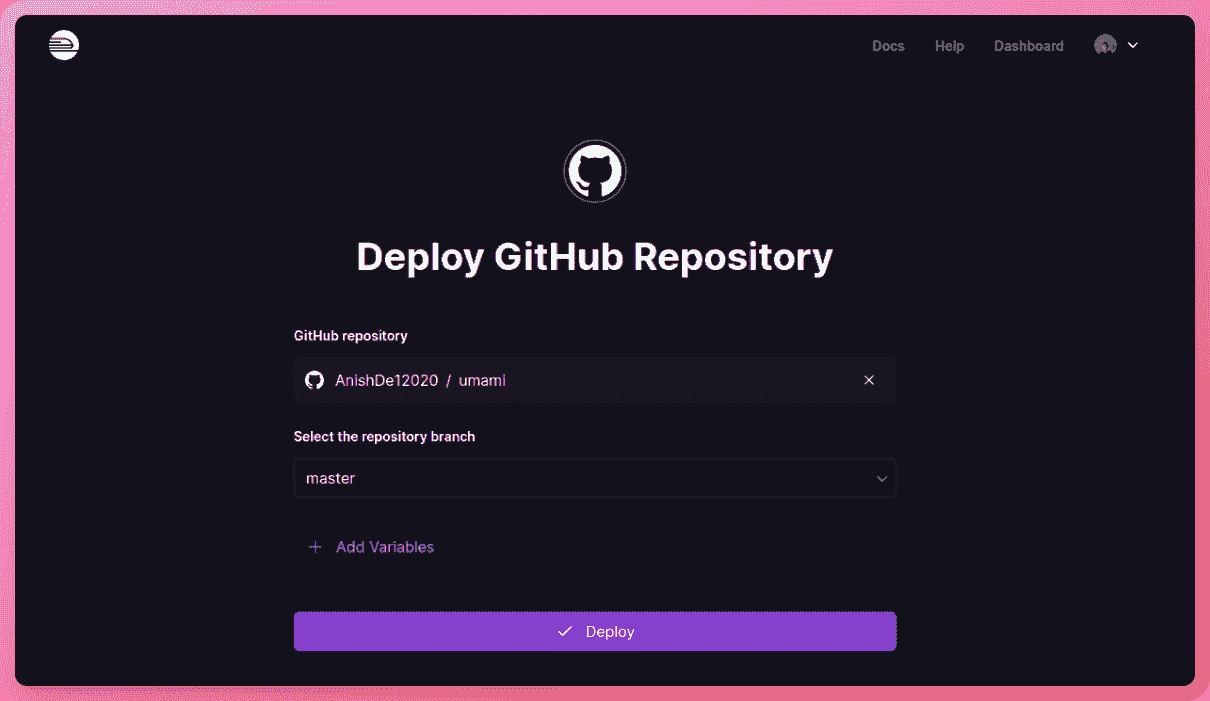 Docs Help Dashboard
Deploy GitHub Repository
GitHub repository
AnishDe12020 / umami
Select the repository branch
master
Add Variables
Deploy